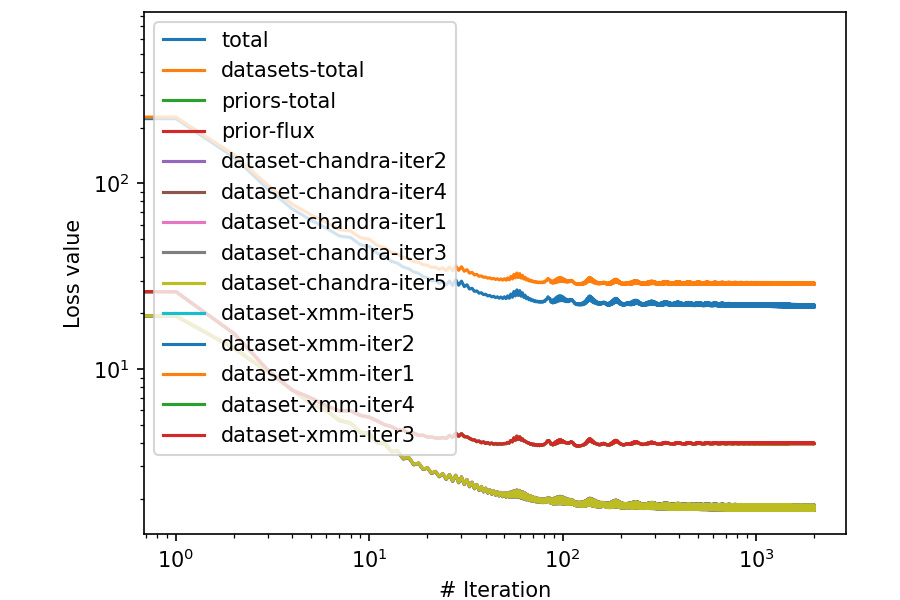 total
datasets-total
priors-total
prior-flux
dataset-chandra-iter2
dataset-chandra-iter4
dataset-chandra-iter1
dataset-chandra-iter3
dataset-chandra-iter5
dataset-xmm-iter5
dataset-xmm-iter2
dataset-xmm-iter1
dataset-xmm-iter4
dataset-xmm-iter3
Loss value
10²
10¹
10⁰ 10¹ 10² 10³
# Iteration